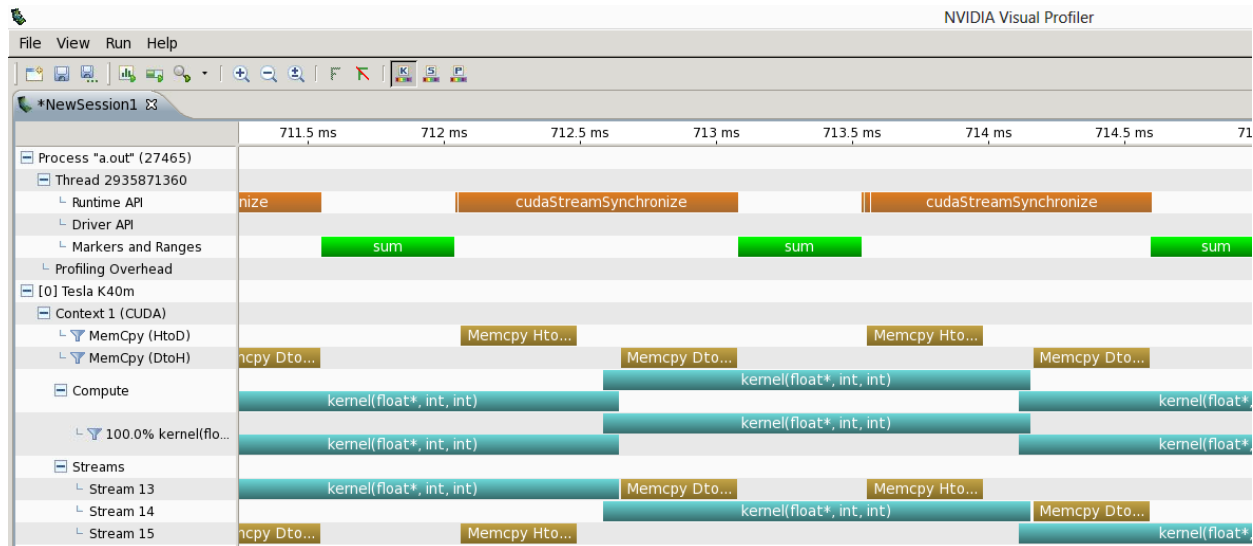 NVIDIA Visual Profiler
File View Run Help
*NewSession1
711.5 ms 712 ms 712.5 ms 713 ms 713.5 ms 714 ms 714.5 ms 71
Process "a.out" (27465)
Thread 2935871360
Runtime API nize cudaStreamSynchronize cudaStreamSynchronize
Driver API
Markers and Ranges sum sum sum
Profiling Overhead
[0] Tesla K40m
Context 1 (CUDA)
MemCpy (HtoD) Memcpy Hto... Memcpy Hto...
MemCpy (DtoH) mcpy Dto... Memcpy Dto... Memcpy Dto...
kernel(float*, int, int)
Compute
kernel(float*, int, int) kernel(float*,
kernel(float*, int, int)
100.0% kernel(flo...
kernel(float*, int, int) kernel(float*,
Streams
Stream 13 kernel(float*, int, int) Memcpy Dto... Memcpy Hto...
Stream 14 kernel(float*, int, int) Memcpy Dto...
Stream 15 mcpy Dto... Memcpy Hto... kernel(float*,